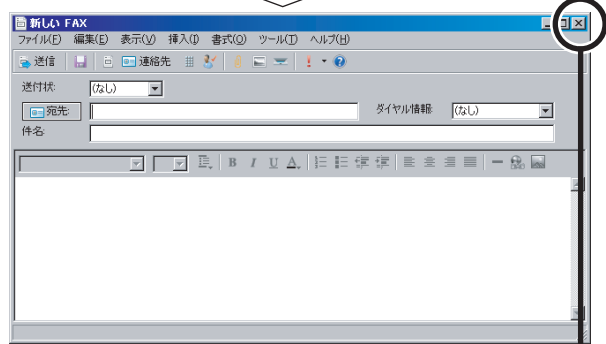 新しい FAX
ファイル(F) 編集(E) 表示(V) 挿入(I) 書式(O) ツール(T) ヘルプ(H)
送信 連絡先
送付状: (なし)
宛先: ダイヤル情報: (なし)
件名:
B I U A